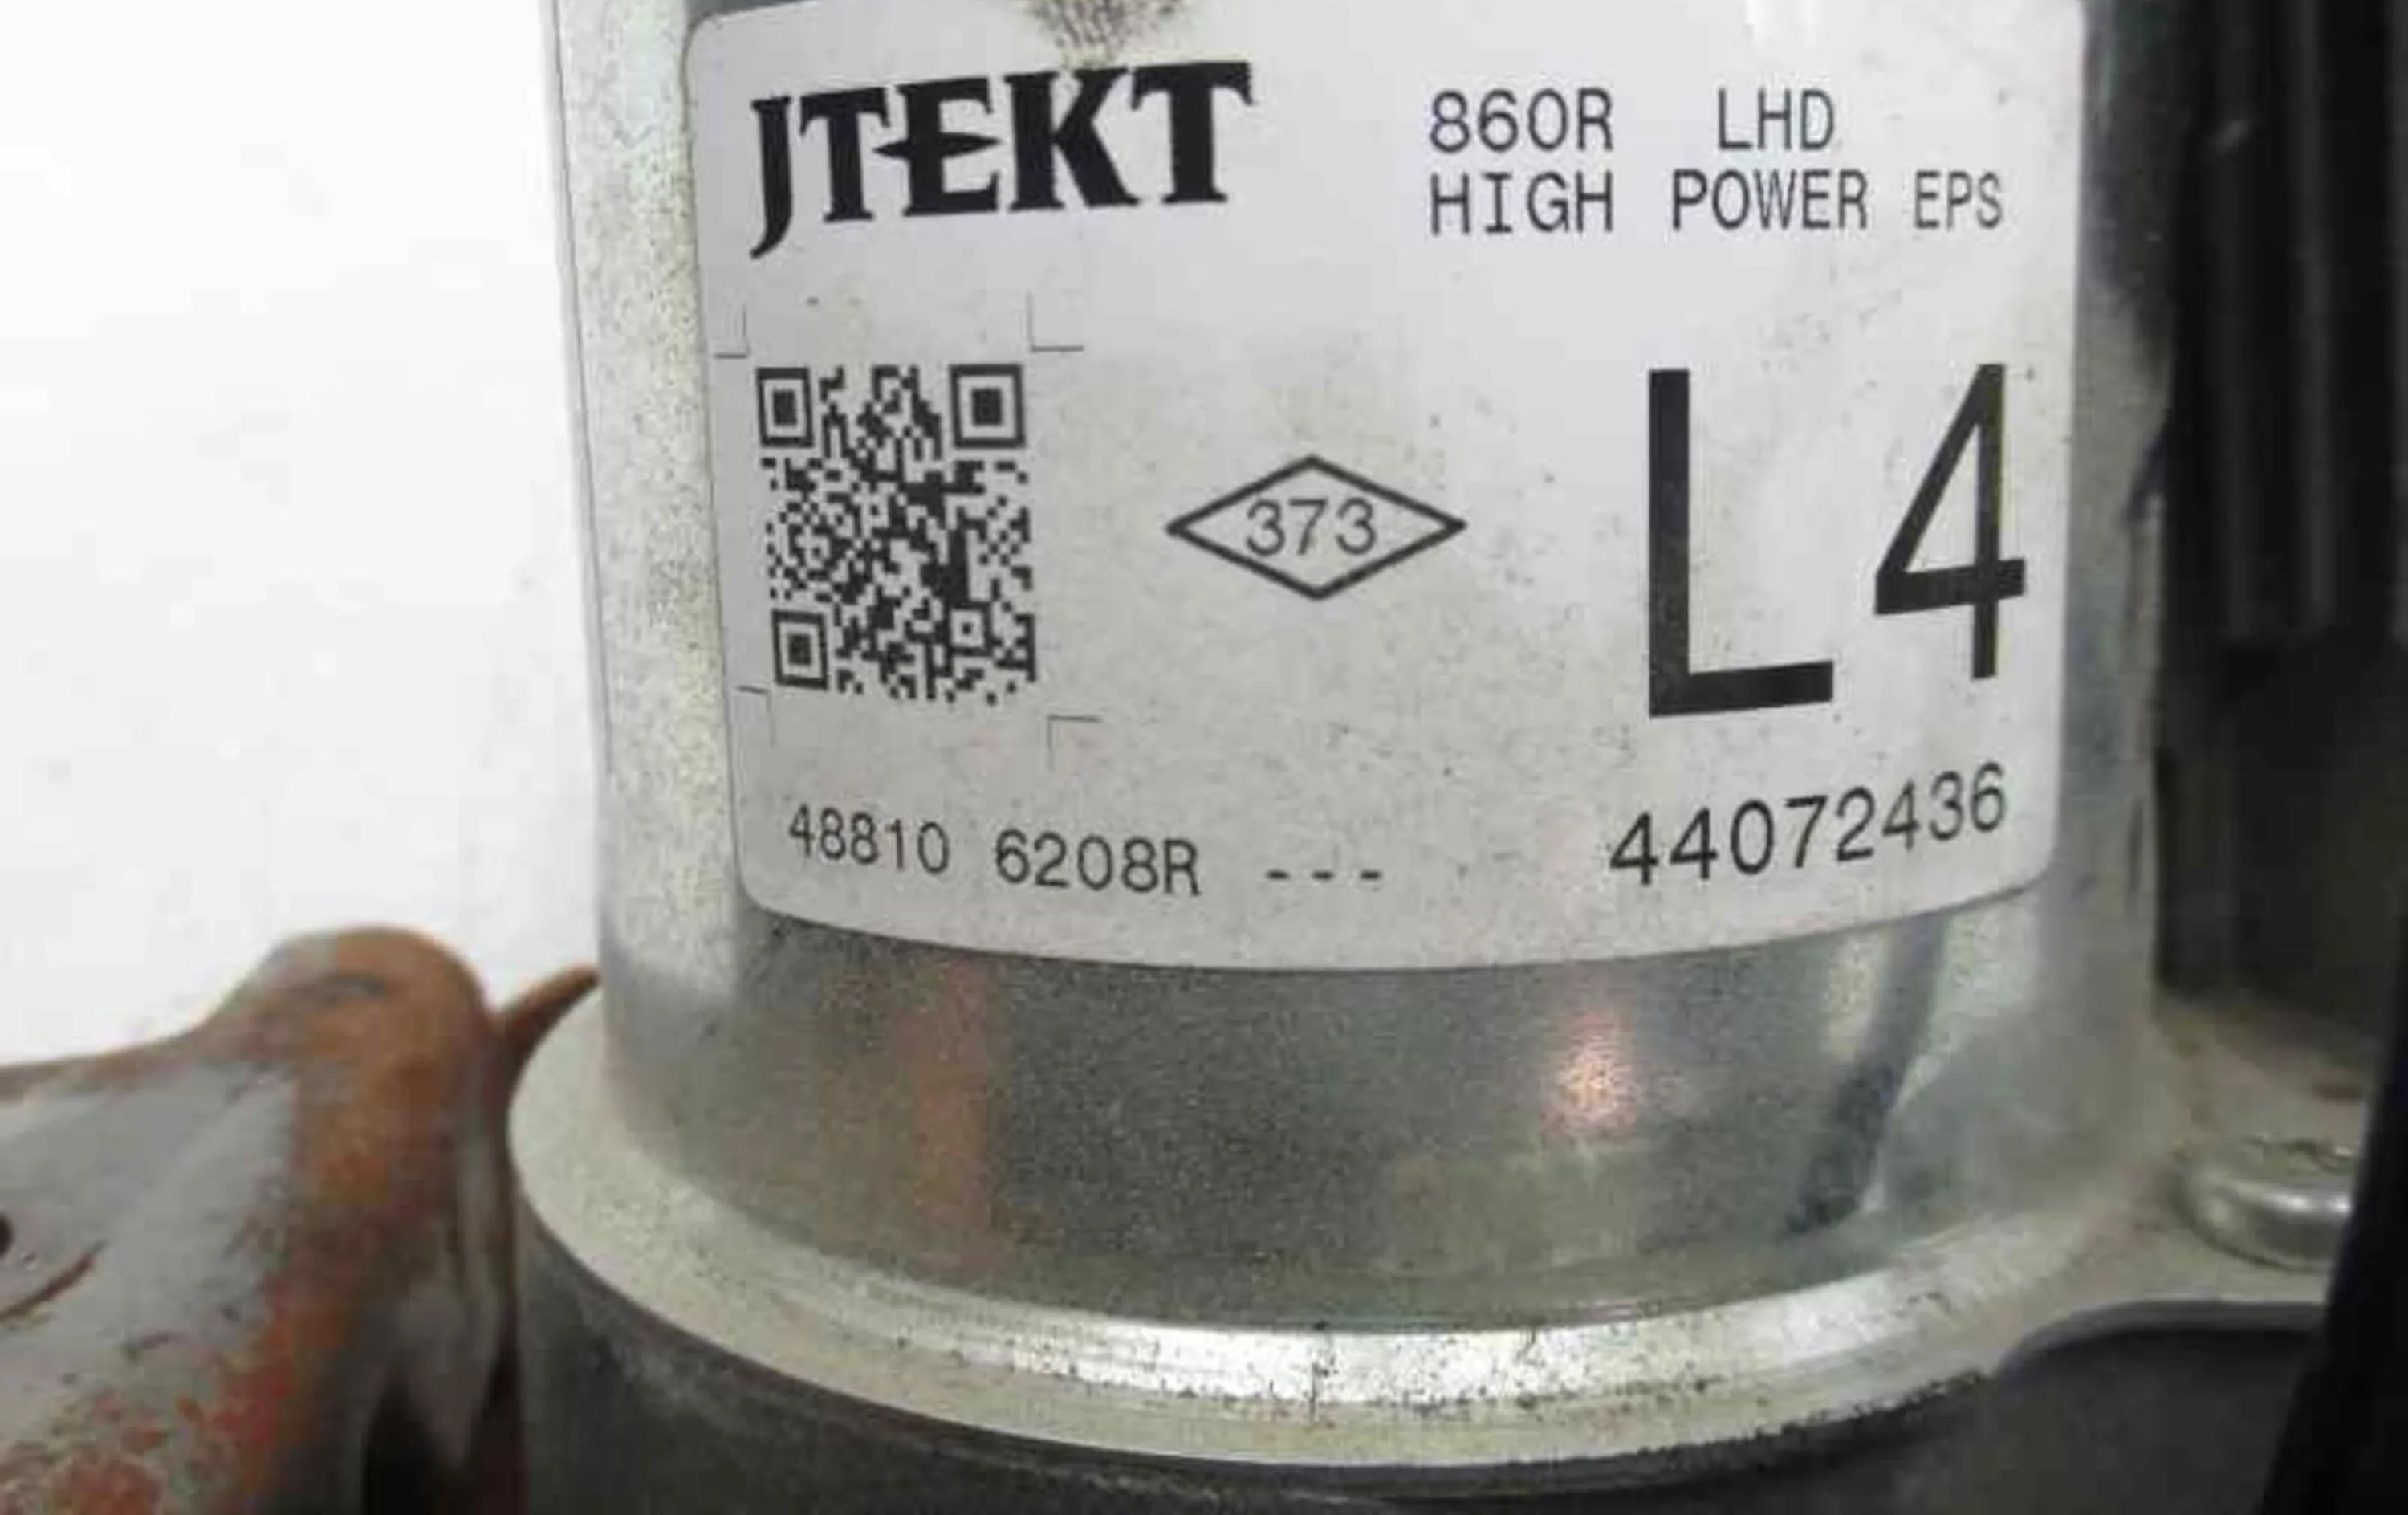 JTEKT
860R LHD
HIGH POWER EPS
373
L4
48810 6208R ---
44072436